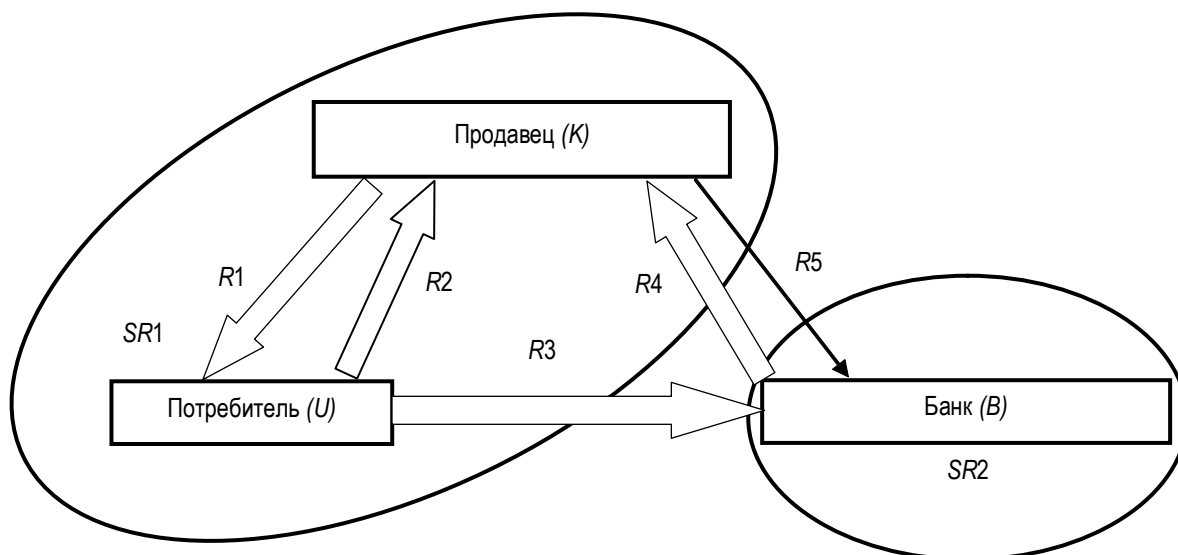 Продавец (K)
R1
R2
R4
R5
SR1
R3
Потребитель (U)
Банк (B)
SR2